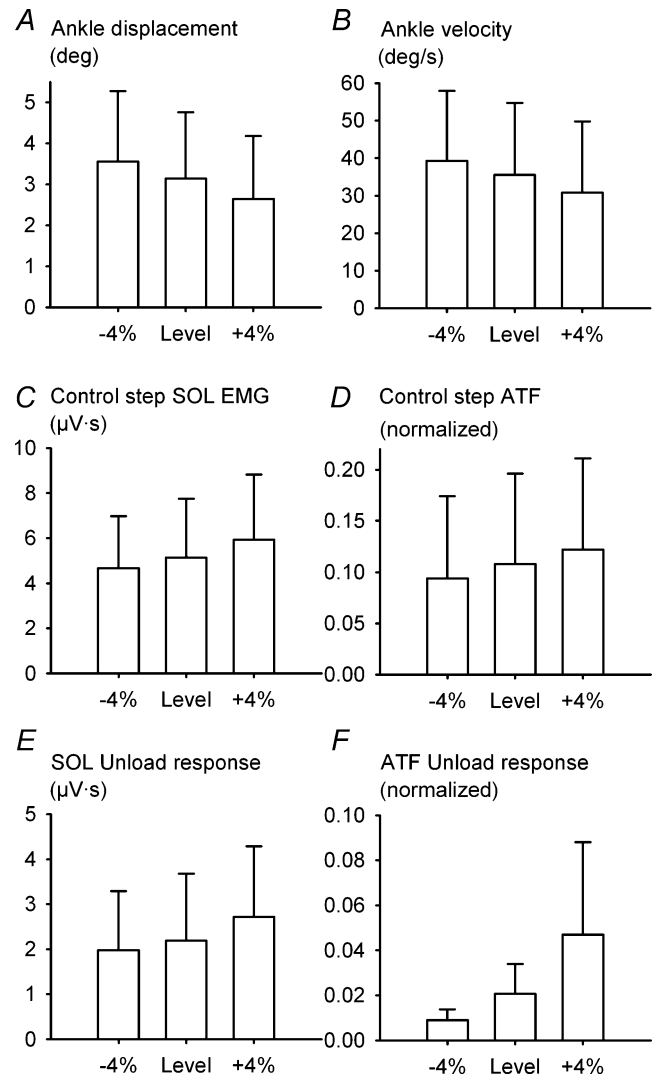 A Ankle displacement
(deg)
5
4
3
2
1
0
-4% Level +4%
B Ankle velocity
(deg/s)
60
50
40
30
20
10
0
-4% Level +4%
C Control step SOL EMG
(µV·s)
10
8
6
4
2
0
-4% Level +4%
D Control step ATF
(normalized)
0.20
0.15
0.10
0.05
0.00
-4% Level +4%
E SOL Unload response
(µV·s)
5
4
3
2
1
0
-4% Level +4%
F ATF Unload response
(normalized)
0.10
0.08
0.06
0.04
0.02
0.00
-4% Level +4%